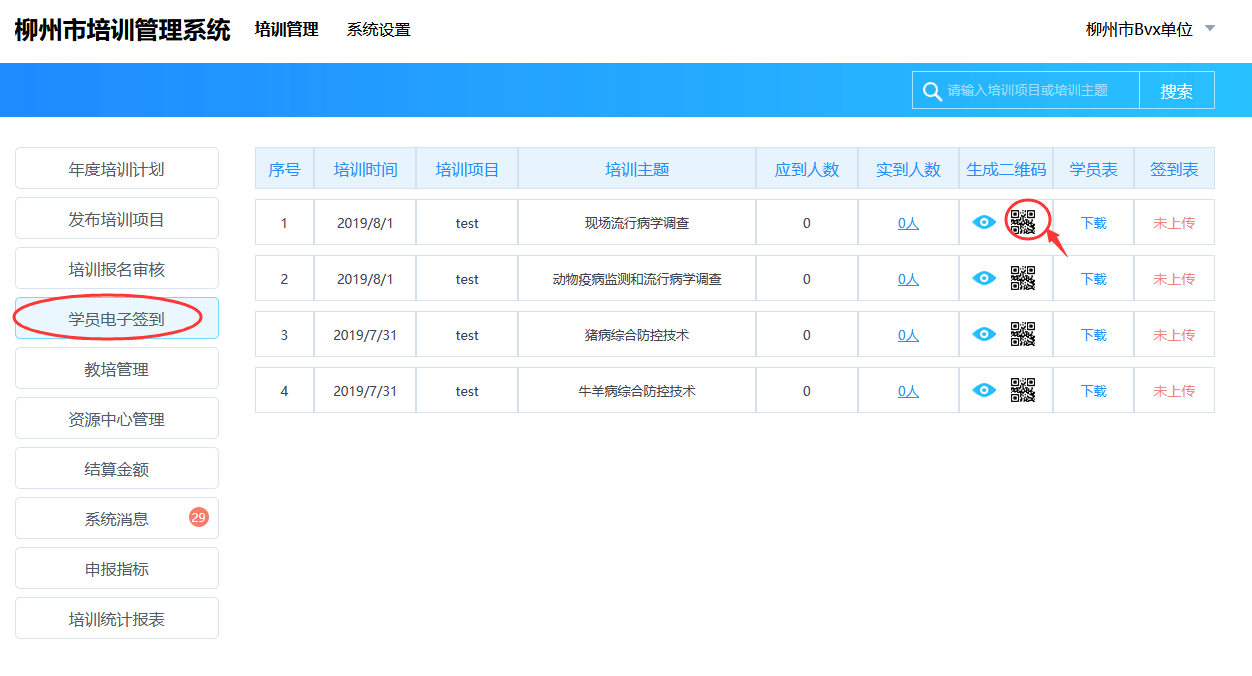 柳州市培训管理系统 培训管理 系统设置 柳州市Bvx单位
请输入培训项目或培训主题 搜索
年度培训计划
发布培训项目
培训报名审核
学员电子签到
教培管理
资源中心管理
结算金额
系统消息 29
申报指标
培训统计报表
序号 培训时间 培训项目 培训主题 应到人数 实到人数 生成二维码 学员表 签到表
1 2019/8/1 test 现场流行病学调查 0 0人 下载 未上传
2 2019/8/1 test 动物疫病监测和流行病学调查 0 0人 下载 未上传
3 2019/7/31 test 猪病综合防控技术 0 0人 下载 未上传
4 2019/7/31 test 牛羊病综合防控技术 0 0人 下载 未上传